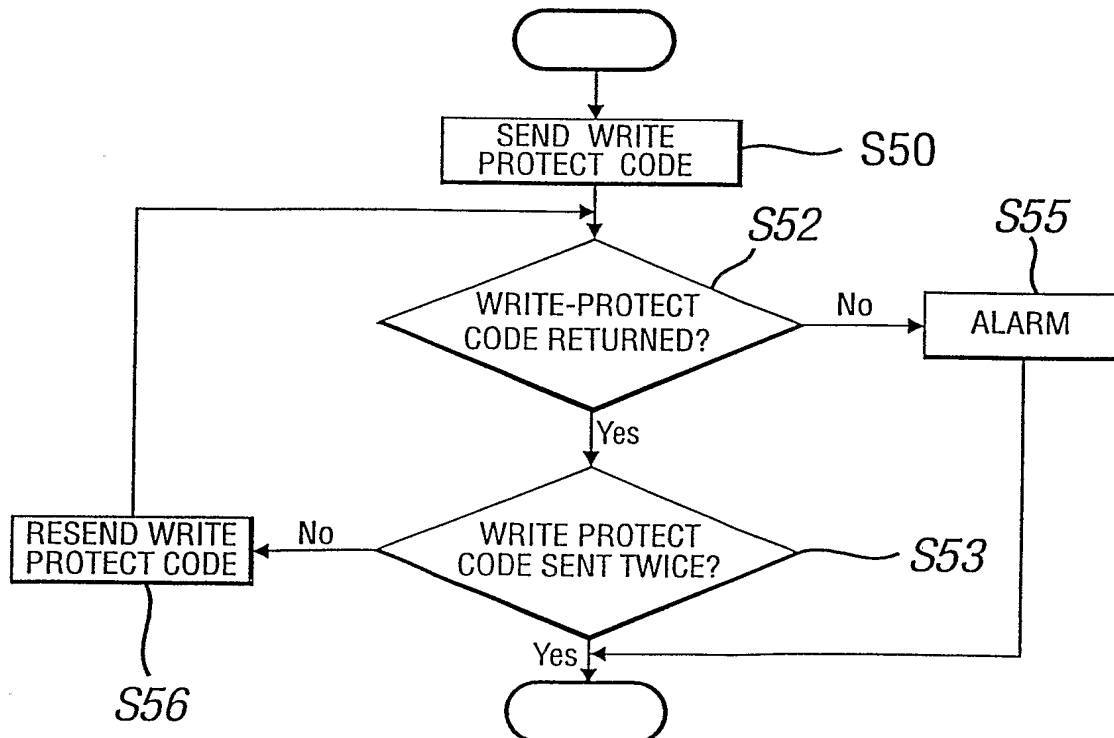 SEND WRITE
PROTECT CODE
S50
S52
S55
WRITE-PROTECT
CODE RETURNED?
No
ALARM
Yes
RESEND WRITE
PROTECT CODE
No
WRITE PROTECT
CODE SENT TWICE?
S53
Yes
S56